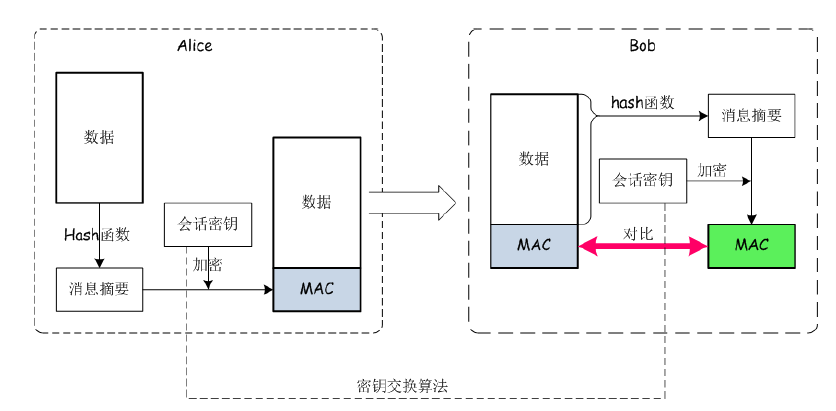 Alice
数据
Hash函数
消息摘要
会话密钥
加密
数据
MAC
Bob
数据
MAC
hash函数
消息摘要
会话密钥
加密
对比
MAC
密钥交换算法